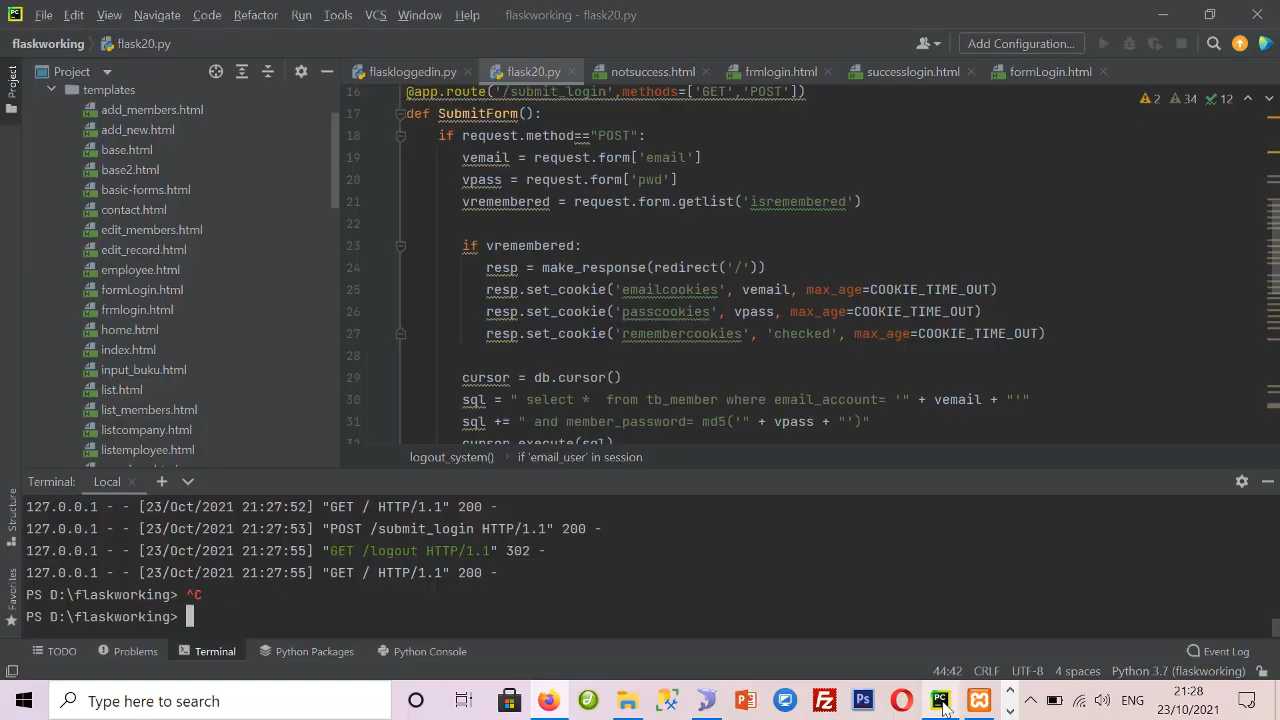 PC File Edit View Navigate Code Refactor Run Tools VCS Window Help flaskworking - flask20.py
flaskworking flask20.py Add Configuration...
Project flaskloggedin.py flask20.py notsuccess.html frmlogin.html successlogin.html formLogin.html
Project
templates
add_members.html
add_new.html
base.html
base2.html
basic-forms.html
contact.html
edit_members.html
edit_record.html
employee.html
formLogin.html
frmlogin.html
home.html
index.html
input_buku.html
list.html
list_members.html
listcompany.html
listemployee.html
2 34 12
16 @app.route('/submit_login',methods=['GET','POST'])
17 def SubmitForm():
18 if request.method=="POST":
19 vemail = request.form['email']
20 vpass = request.form['pwd']
21 vremembered = request.form.getlist('isremembered')
22
23 if vremembered:
24 resp = make_response(redirect('/'))
25 resp.set_cookie('emailcookies', vemail, max_age=COOKIE_TIME_OUT)
26 resp.set_cookie('passcookies', vpass, max_age=COOKIE_TIME_OUT)
27 resp.set_cookie('remembercookies', 'checked', max_age=COOKIE_TIME_OUT)
28
29 cursor = db.cursor()
30 sql = " select * from tb_member where email_account= '" + vemail + "'"
31 sql += " and member_password= md5('" + vpass + "')"
32 cursor.execute(sql)
logout_system() if 'email_user' in session
Terminal: Local
127.0.0.1 - - [23/Oct/2021 21:27:52] "GET / HTTP/1.1" 200 -
127.0.0.1 - - [23/Oct/2021 21:27:53] "POST /submit_login HTTP/1.1" 200 -
127.0.0.1 - - [23/Oct/2021 21:27:55] "GET /logout HTTP/1.1" 302 -
127.0.0.1 - - [23/Oct/2021 21:27:55] "GET / HTTP/1.1" 200 -
PS D:\flaskworking> ^C
PS D:\flaskworking>
Structure
Favorites
TODO Problems Terminal Python Packages Python Console Event Log
44:42 CRLF UTF-8 4 spaces Python 3.7 (flaskworking)
Type here to search
ENG
21:28
23/10/2021